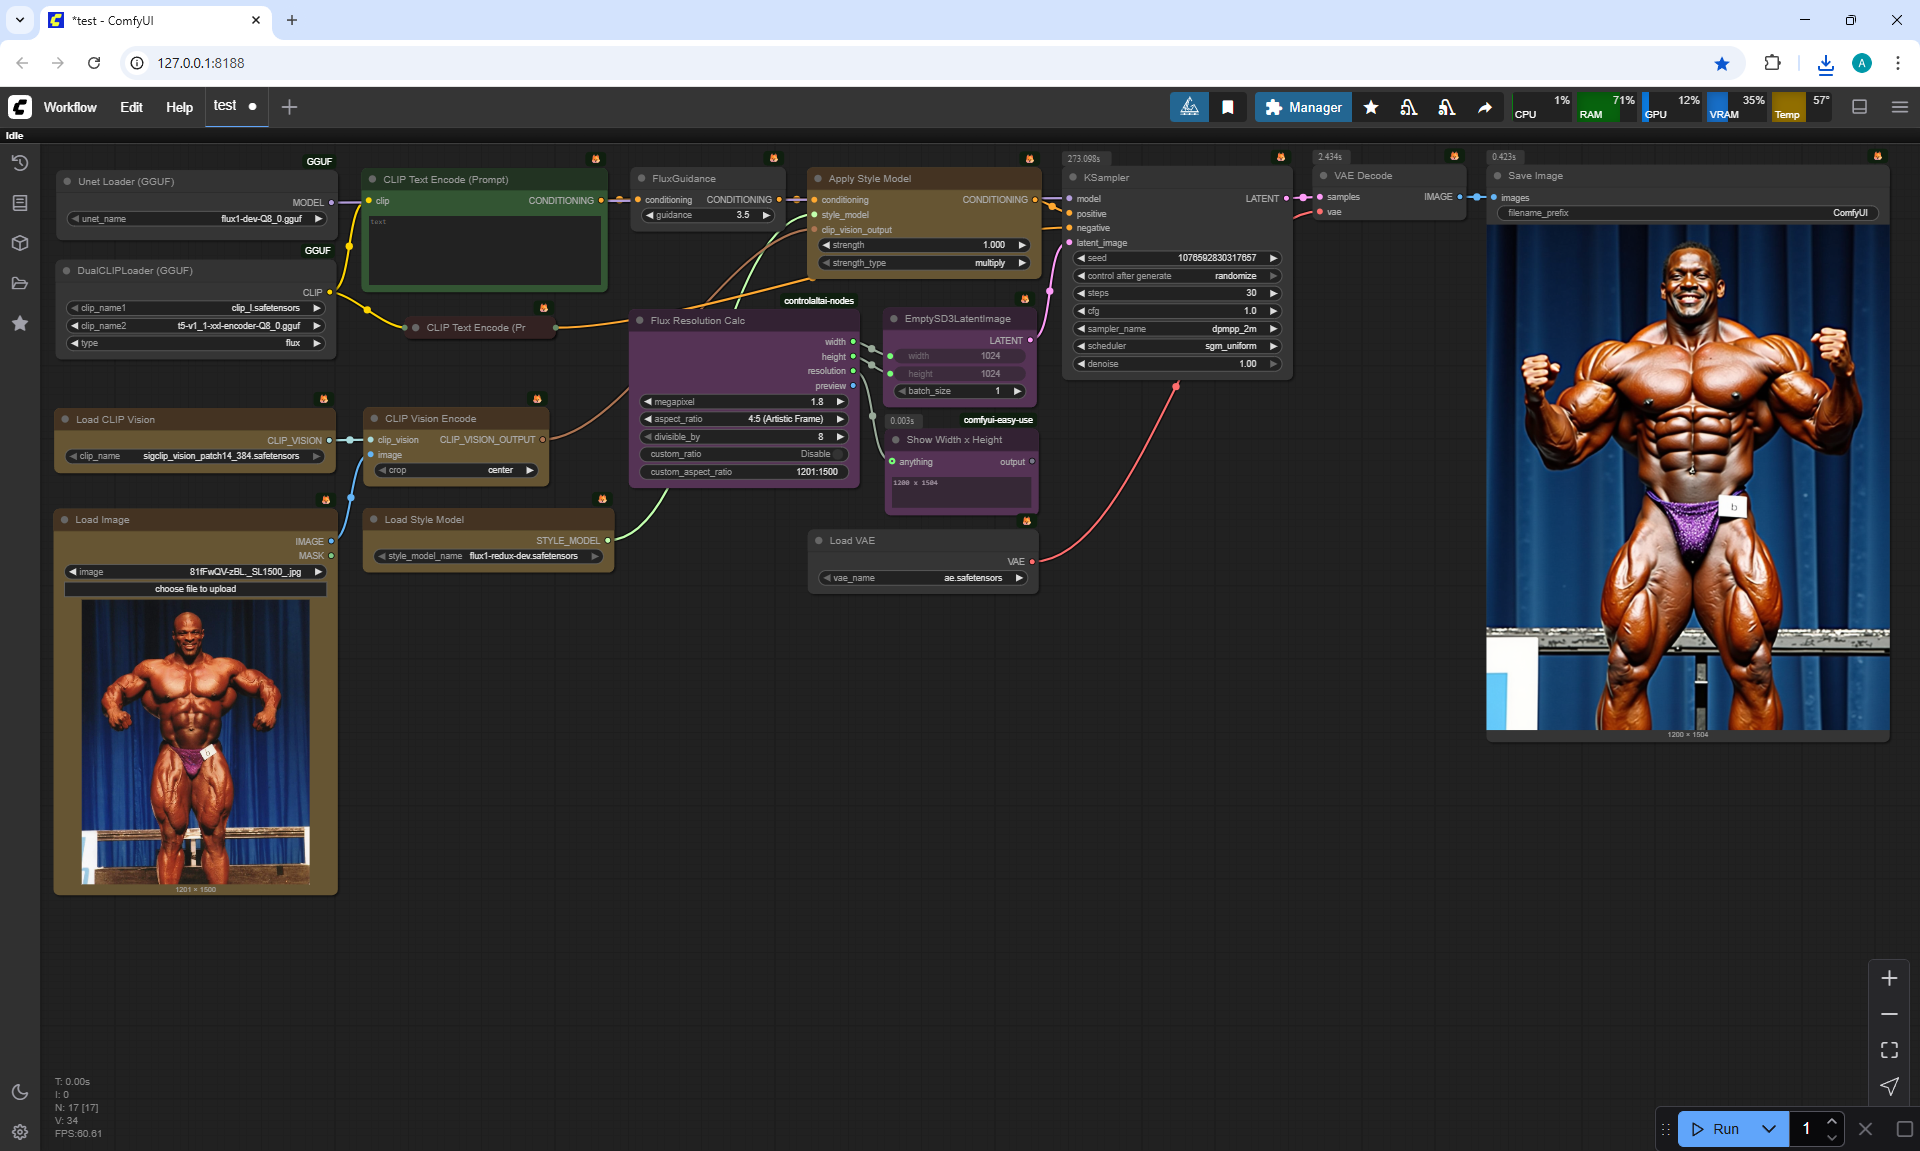 *test - ComfyUI
127.0.0.1:8188
A
Workflow
Edit
Help
test
Manager
CPU
1%
RAM
71%
GPU
12%
VRAM
35%
Temp
57°
Idle
GGUF
Unet Loader (GGUF)
MODEL
unet_name
flux1-dev-Q8_0.gguf
GGUF
DualCLIPLoader (GGUF)
CLIP
clip_name1
clip_l.safetensors
clip_name2
t5-v1_1-xxl-encoder-Q8_0.gguf
type
flux
CLIP Text Encode (Prompt)
clip
CONDITIONING
text
CLIP Text Encode (Pr
FluxGuidance
conditioning
CONDITIONING
guidance
3.5
Apply Style Model
conditioning
CONDITIONING
style_model
clip_vision_output
strength
1.000
strength_type
multiply
273.098s
KSampler
model
LATENT
positive
negative
latent_image
seed
1076592830317657
control after generate
randomize
steps
30
cfg
1.0
sampler_name
dpmpp_2m
scheduler
sgm_uniform
denoise
1.00
2.434s
VAE Decode
samples
IMAGE
vae
0.423s
Save Image
images
filename_prefix
ComfyUI
b
1200 × 1504
controlaltai-nodes
Flux Resolution Calc
width
height
resolution
preview
megapixel
1.8
aspect_ratio
4:5 (Artistic Frame)
divisible_by
8
custom_ratio
Disable
custom_aspect_ratio
1201:1500
EmptySD3LatentImage
LATENT
width
1024
height
1024
batch_size
1
0.003s
comfyui-easy-use
Show Width x Height
anything
output
1200 x 1504
Load VAE
VAE
vae_name
ae.safetensors
Load CLIP Vision
CLIP_VISION
clip_name
sigclip_vision_patch14_384.safetensors
CLIP Vision Encode
clip_vision
CLIP_VISION_OUTPUT
image
crop
center
Load Image
IMAGE
MASK
image
81fFwQV-zBL._SL1500_.jpg
choose file to upload
1201 × 1500
Load Style Model
STYLE_MODEL
style_model_name
flux1-redux-dev.safetensors
T: 0.00s
I: 0
N: 17 [17]
V: 34
FPS:60.61
Run
1